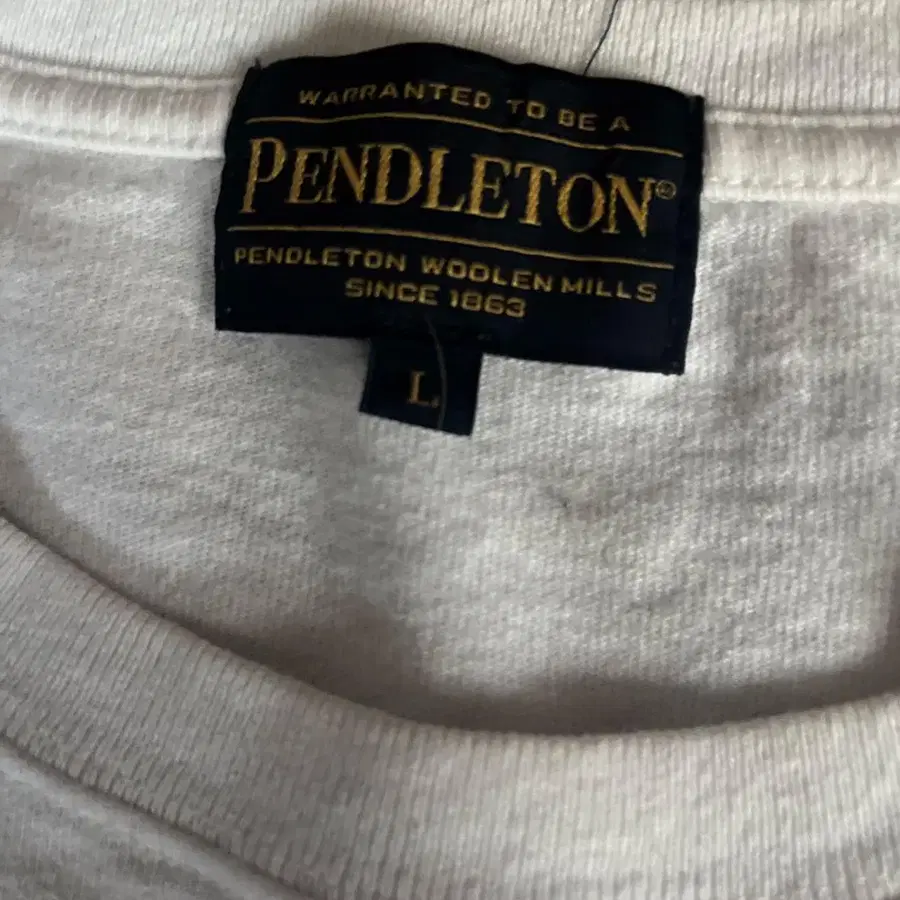 WARRANTED TO BE A
PENDLETON®
PENDLETON WOOLEN MILLS
SINCE 1863
L